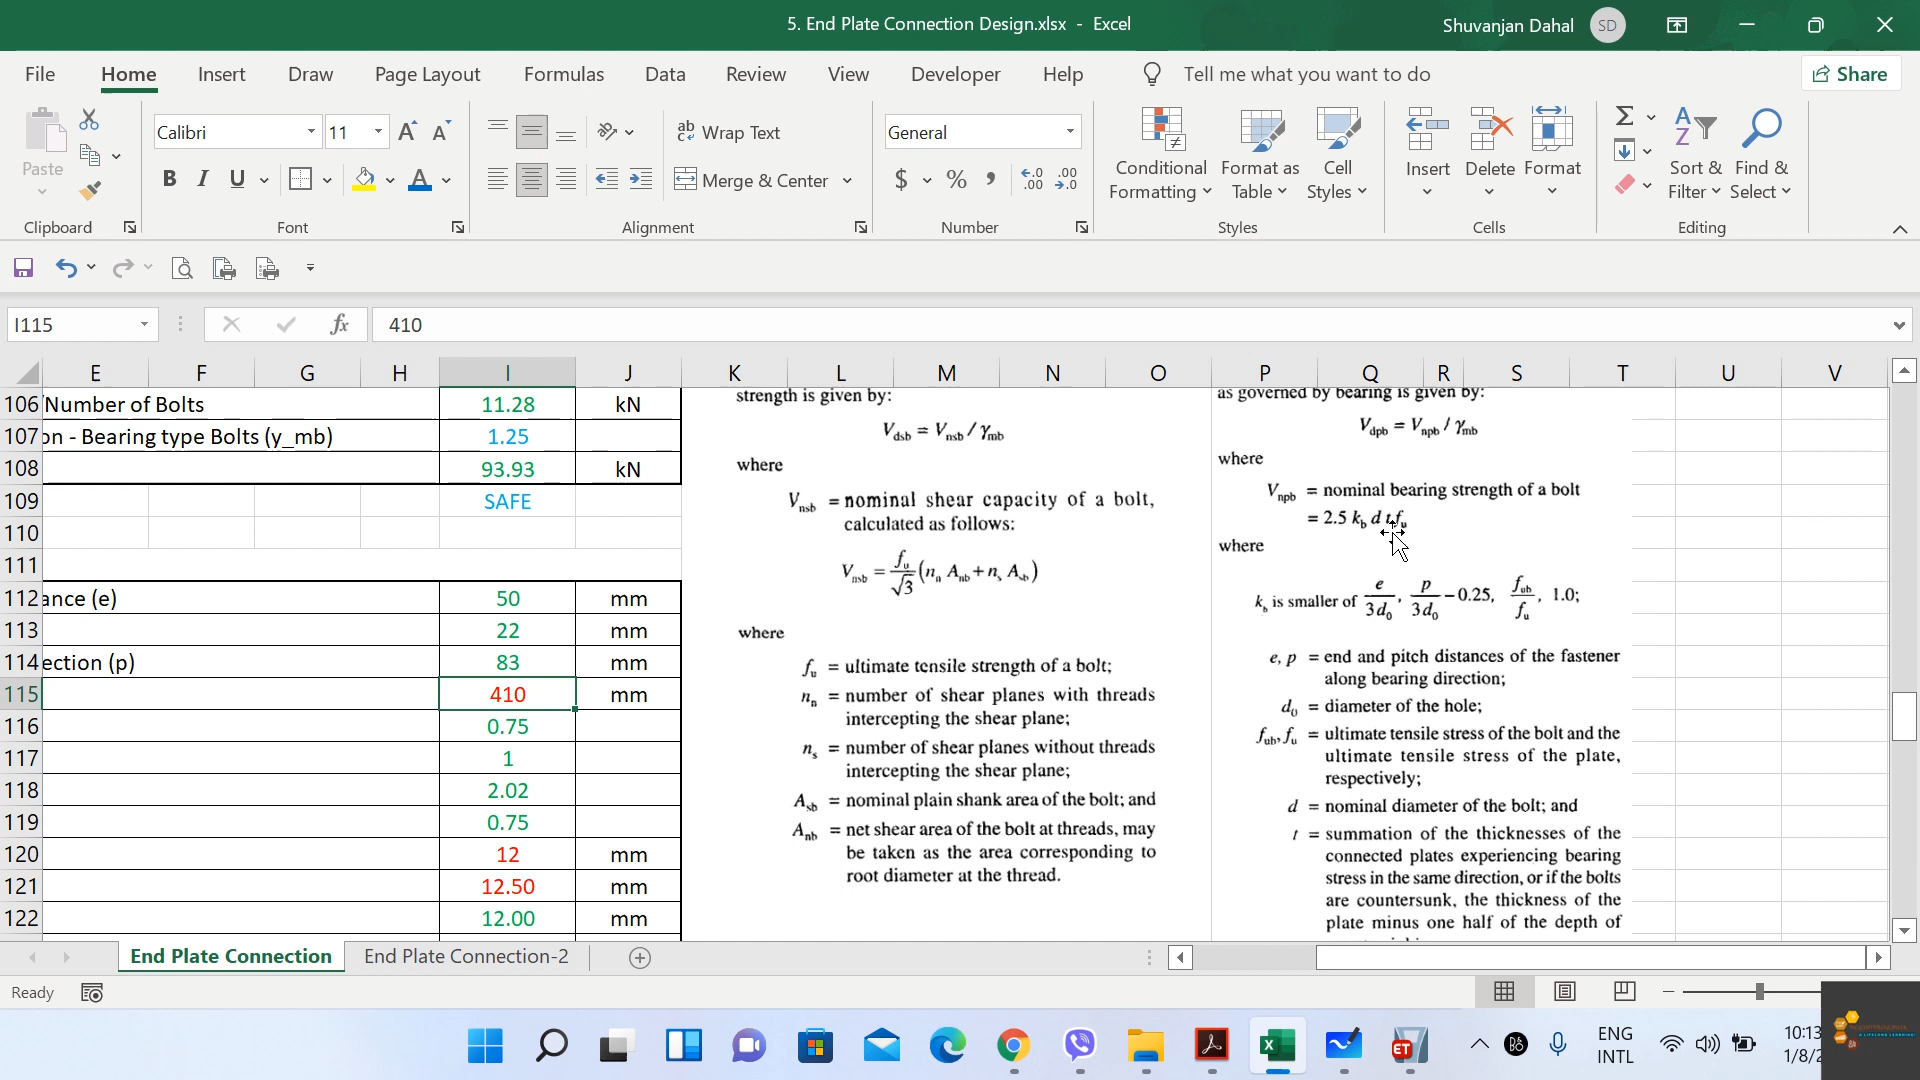 5. End Plate Connection Design.xlsx - Excel
Shuvanjan Dahal SD
File Home Insert Draw Page Layout Formulas Data Review View Developer Help Tell me what you want to do Share
Paste
Calibri 11
Wrap Text
General
Conditional Formatting
Format as Table
Cell Styles
Insert Delete Format
Sort & Filter
Find & Select
B I U
Merge & Center
$ % ,
Clipboard Font Alignment Number Styles Cells Editing
I115 fx 410
E F G H I J K L M N O P Q R S T U V
106 Number of Bolts 11.28 kN
107 on - Bearing type Bolts (y_mb) 1.25
108 93.93 kN
109 SAFE
110
111
112 ance (e) 50 mm
113 22 mm
114 ection (p) 83 mm
115 410 mm
116 0.75
117 1
118 2.02
119 0.75
120 12 mm
121 12.50 mm
122 12.00 mm
strength is given by:
V_dsb = V_nsb / γ_mb
where
V_nsb = nominal shear capacity of a bolt,
calculated as follows:
V_nsb = f_u/√3 (n_n A_nb + n_s A_sb)
where
f_u = ultimate tensile strength of a bolt;
n_n = number of shear planes with threads
intercepting the shear plane;
n_s = number of shear planes without threads
intercepting the shear plane;
A_sb = nominal plain shank area of the bolt; and
A_nb = net shear area of the bolt at threads, may
be taken as the area corresponding to
root diameter at the thread.
as governed by bearing is given by:
V_dpb = V_npb / γ_mb
where
V_npb = nominal bearing strength of a bolt
= 2.5 k_b d t f_u
where
k_b is smaller of e/3d_0, p/3d_0 − 0.25, f_ub/f_u, 1.0;
e, p = end and pitch distances of the fastener
along bearing direction;
d_0 = diameter of the hole;
f_ub, f_u = ultimate tensile stress of the bolt and the
ultimate tensile stress of the plate,
respectively;
d = nominal diameter of the bolt; and
t = summation of the thicknesses of the
connected plates experiencing bearing
stress in the same direction, or if the bolts
are countersunk, the thickness of the
plate minus one half of the depth of
End Plate Connection End Plate Connection-2
Ready
ENG
INTL
10:13
1/8/2